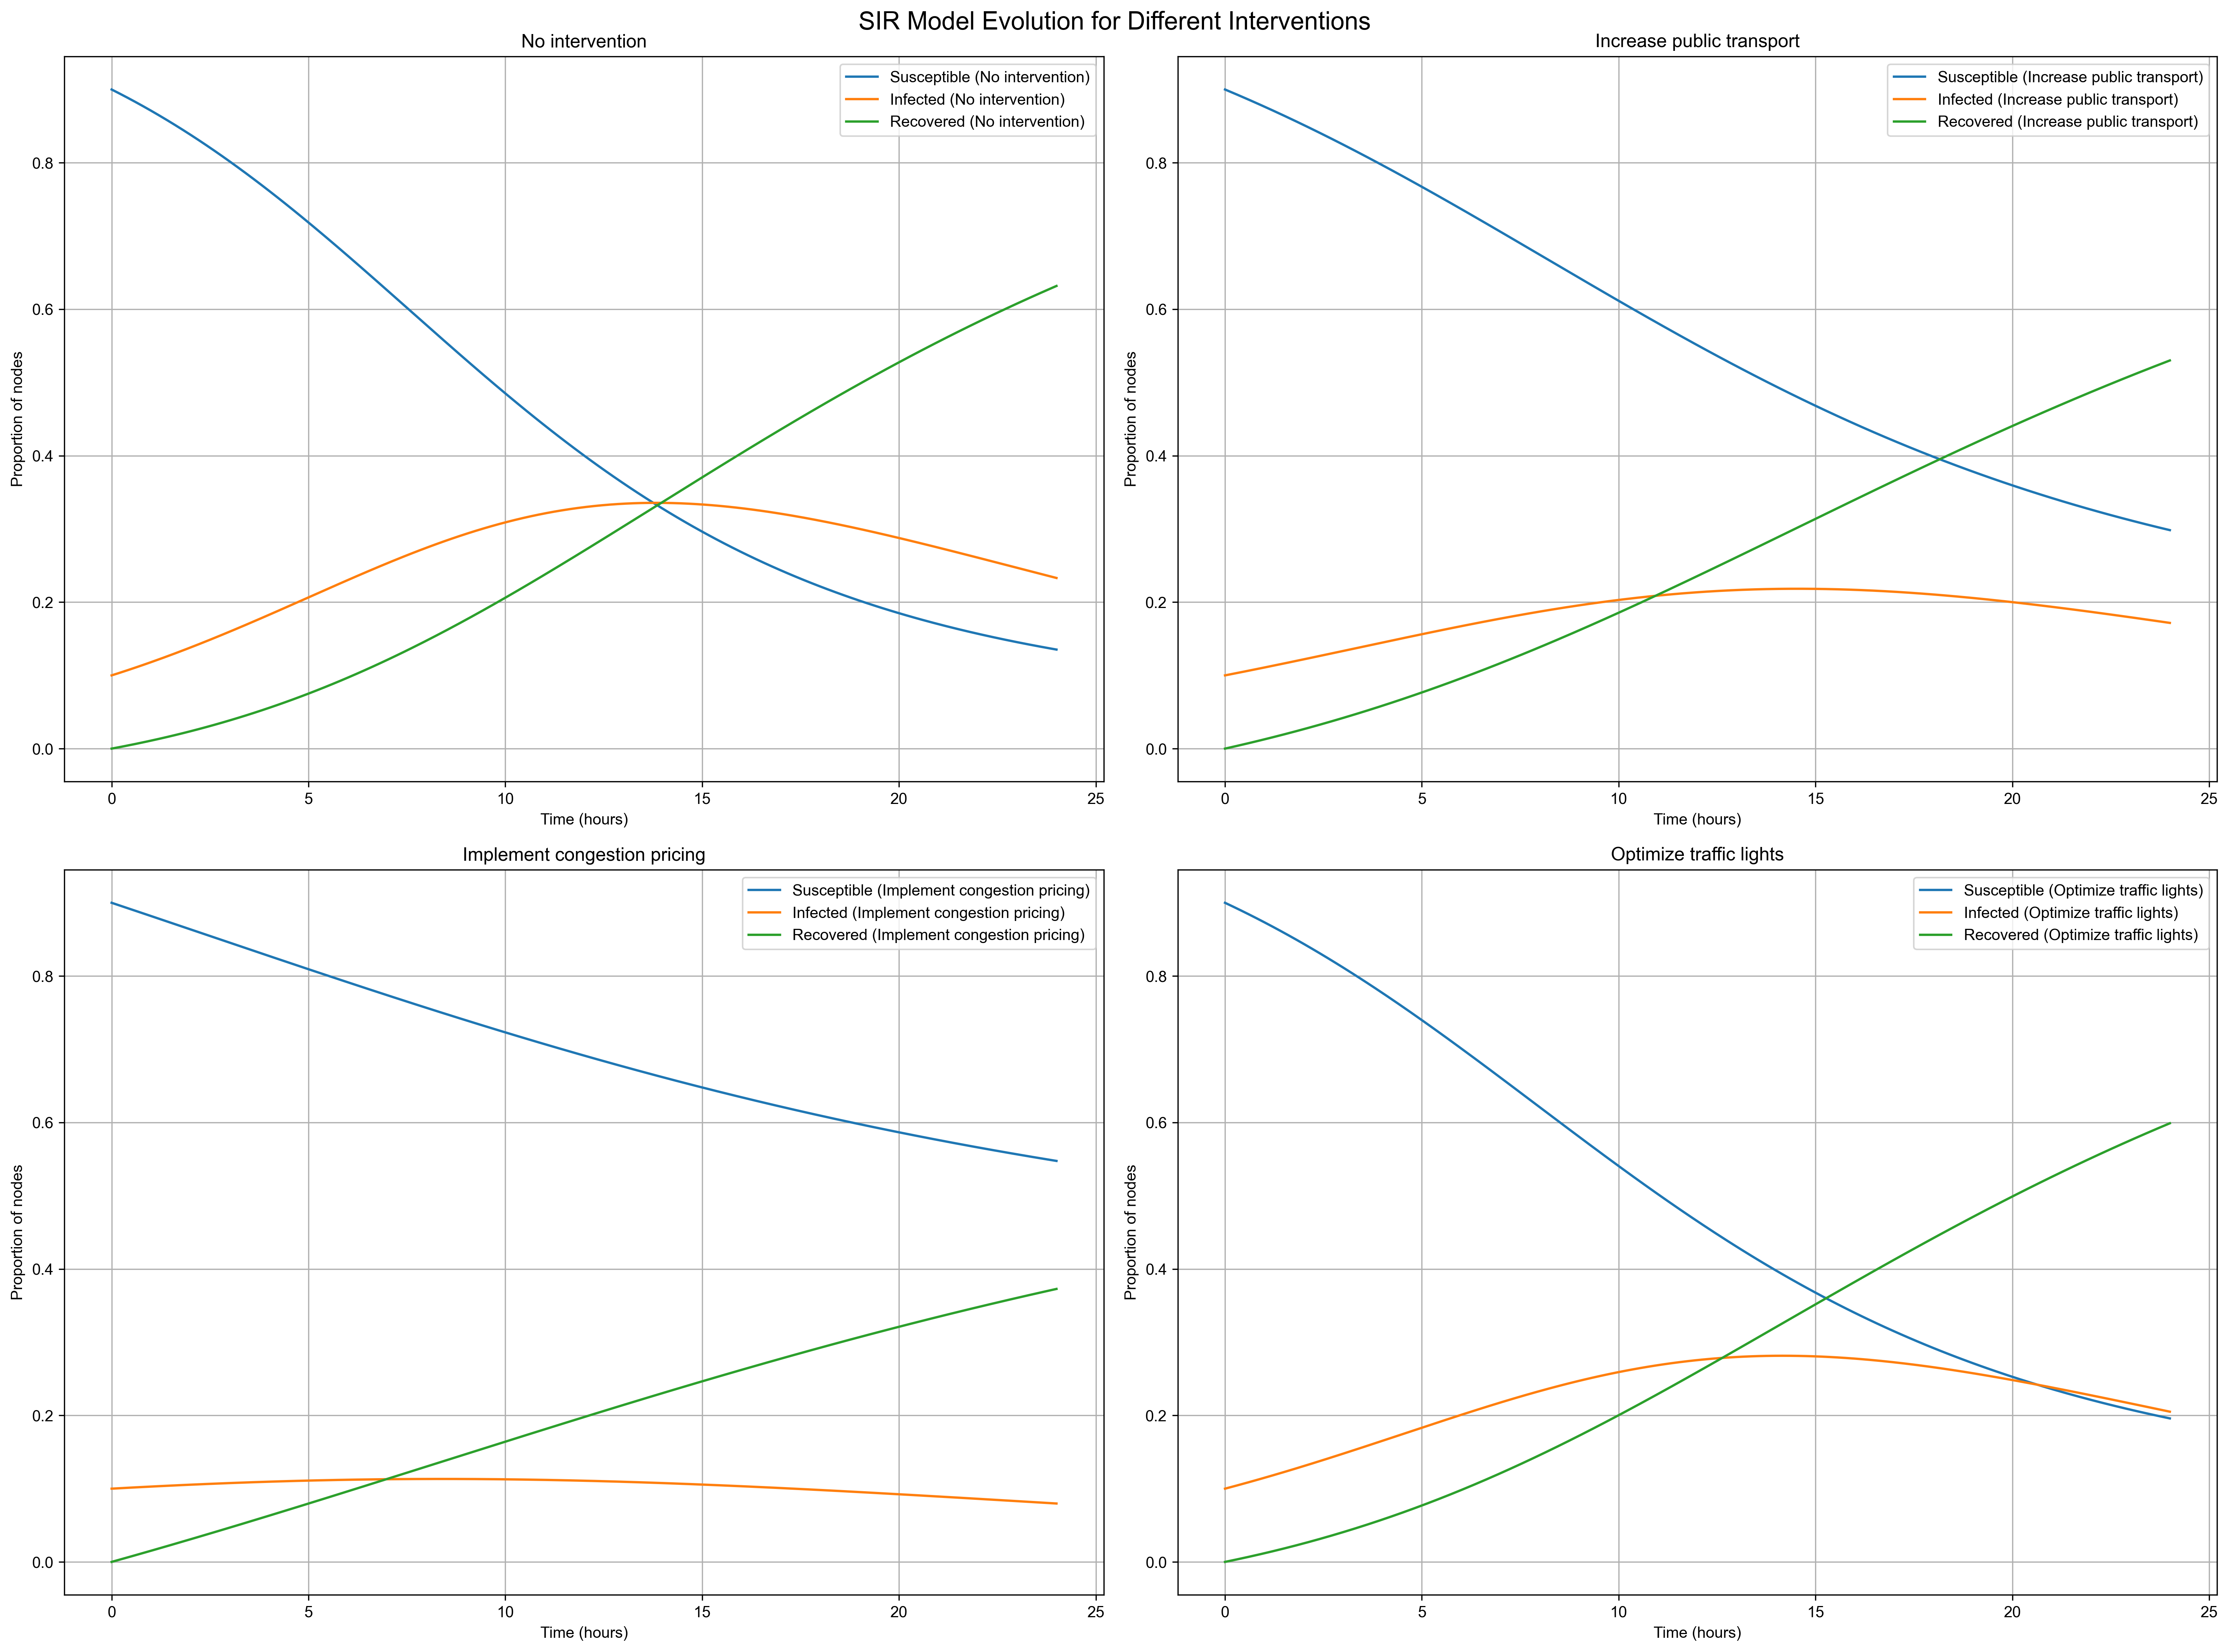 SIR Model Evolution for Different Interventions
No intervention
Susceptible (No intervention)
Infected (No intervention)
Recovered (No intervention)
Proportion of nodes
0.8
0.6
0.4
0.2
0.0
0 5 10 15 20 25
Time (hours)
Increase public transport
Susceptible (Increase public transport)
Infected (Increase public transport)
Recovered (Increase public transport)
Proportion of nodes
0.8
0.6
0.4
0.2
0.0
0 5 10 15 20 25
Time (hours)
Implement congestion pricing
Susceptible (Implement congestion pricing)
Infected (Implement congestion pricing)
Recovered (Implement congestion pricing)
Proportion of nodes
0.8
0.6
0.4
0.2
0.0
0 5 10 15 20 25
Time (hours)
Optimize traffic lights
Susceptible (Optimize traffic lights)
Infected (Optimize traffic lights)
Recovered (Optimize traffic lights)
Proportion of nodes
0.8
0.6
0.4
0.2
0.0
0 5 10 15 20 25
Time (hours)